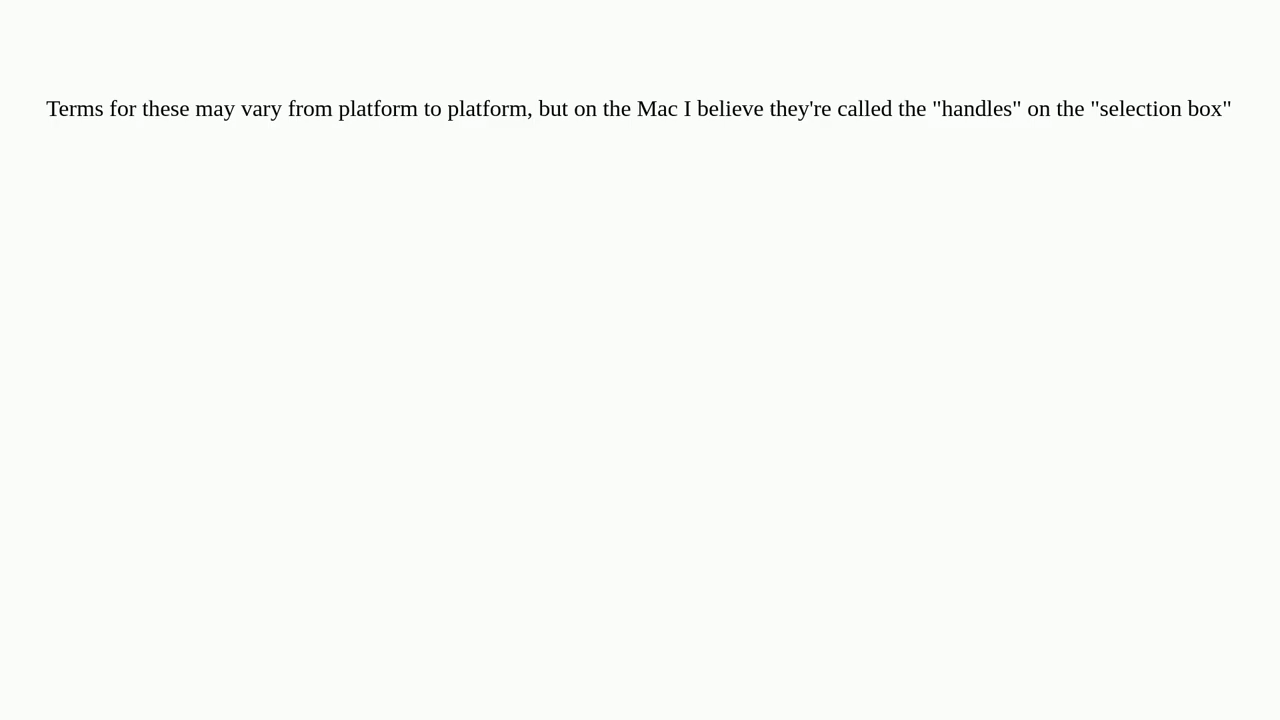 Terms for these may vary from platform to platform, but on the Mac I believe they're called the "handles" on the "selection box"